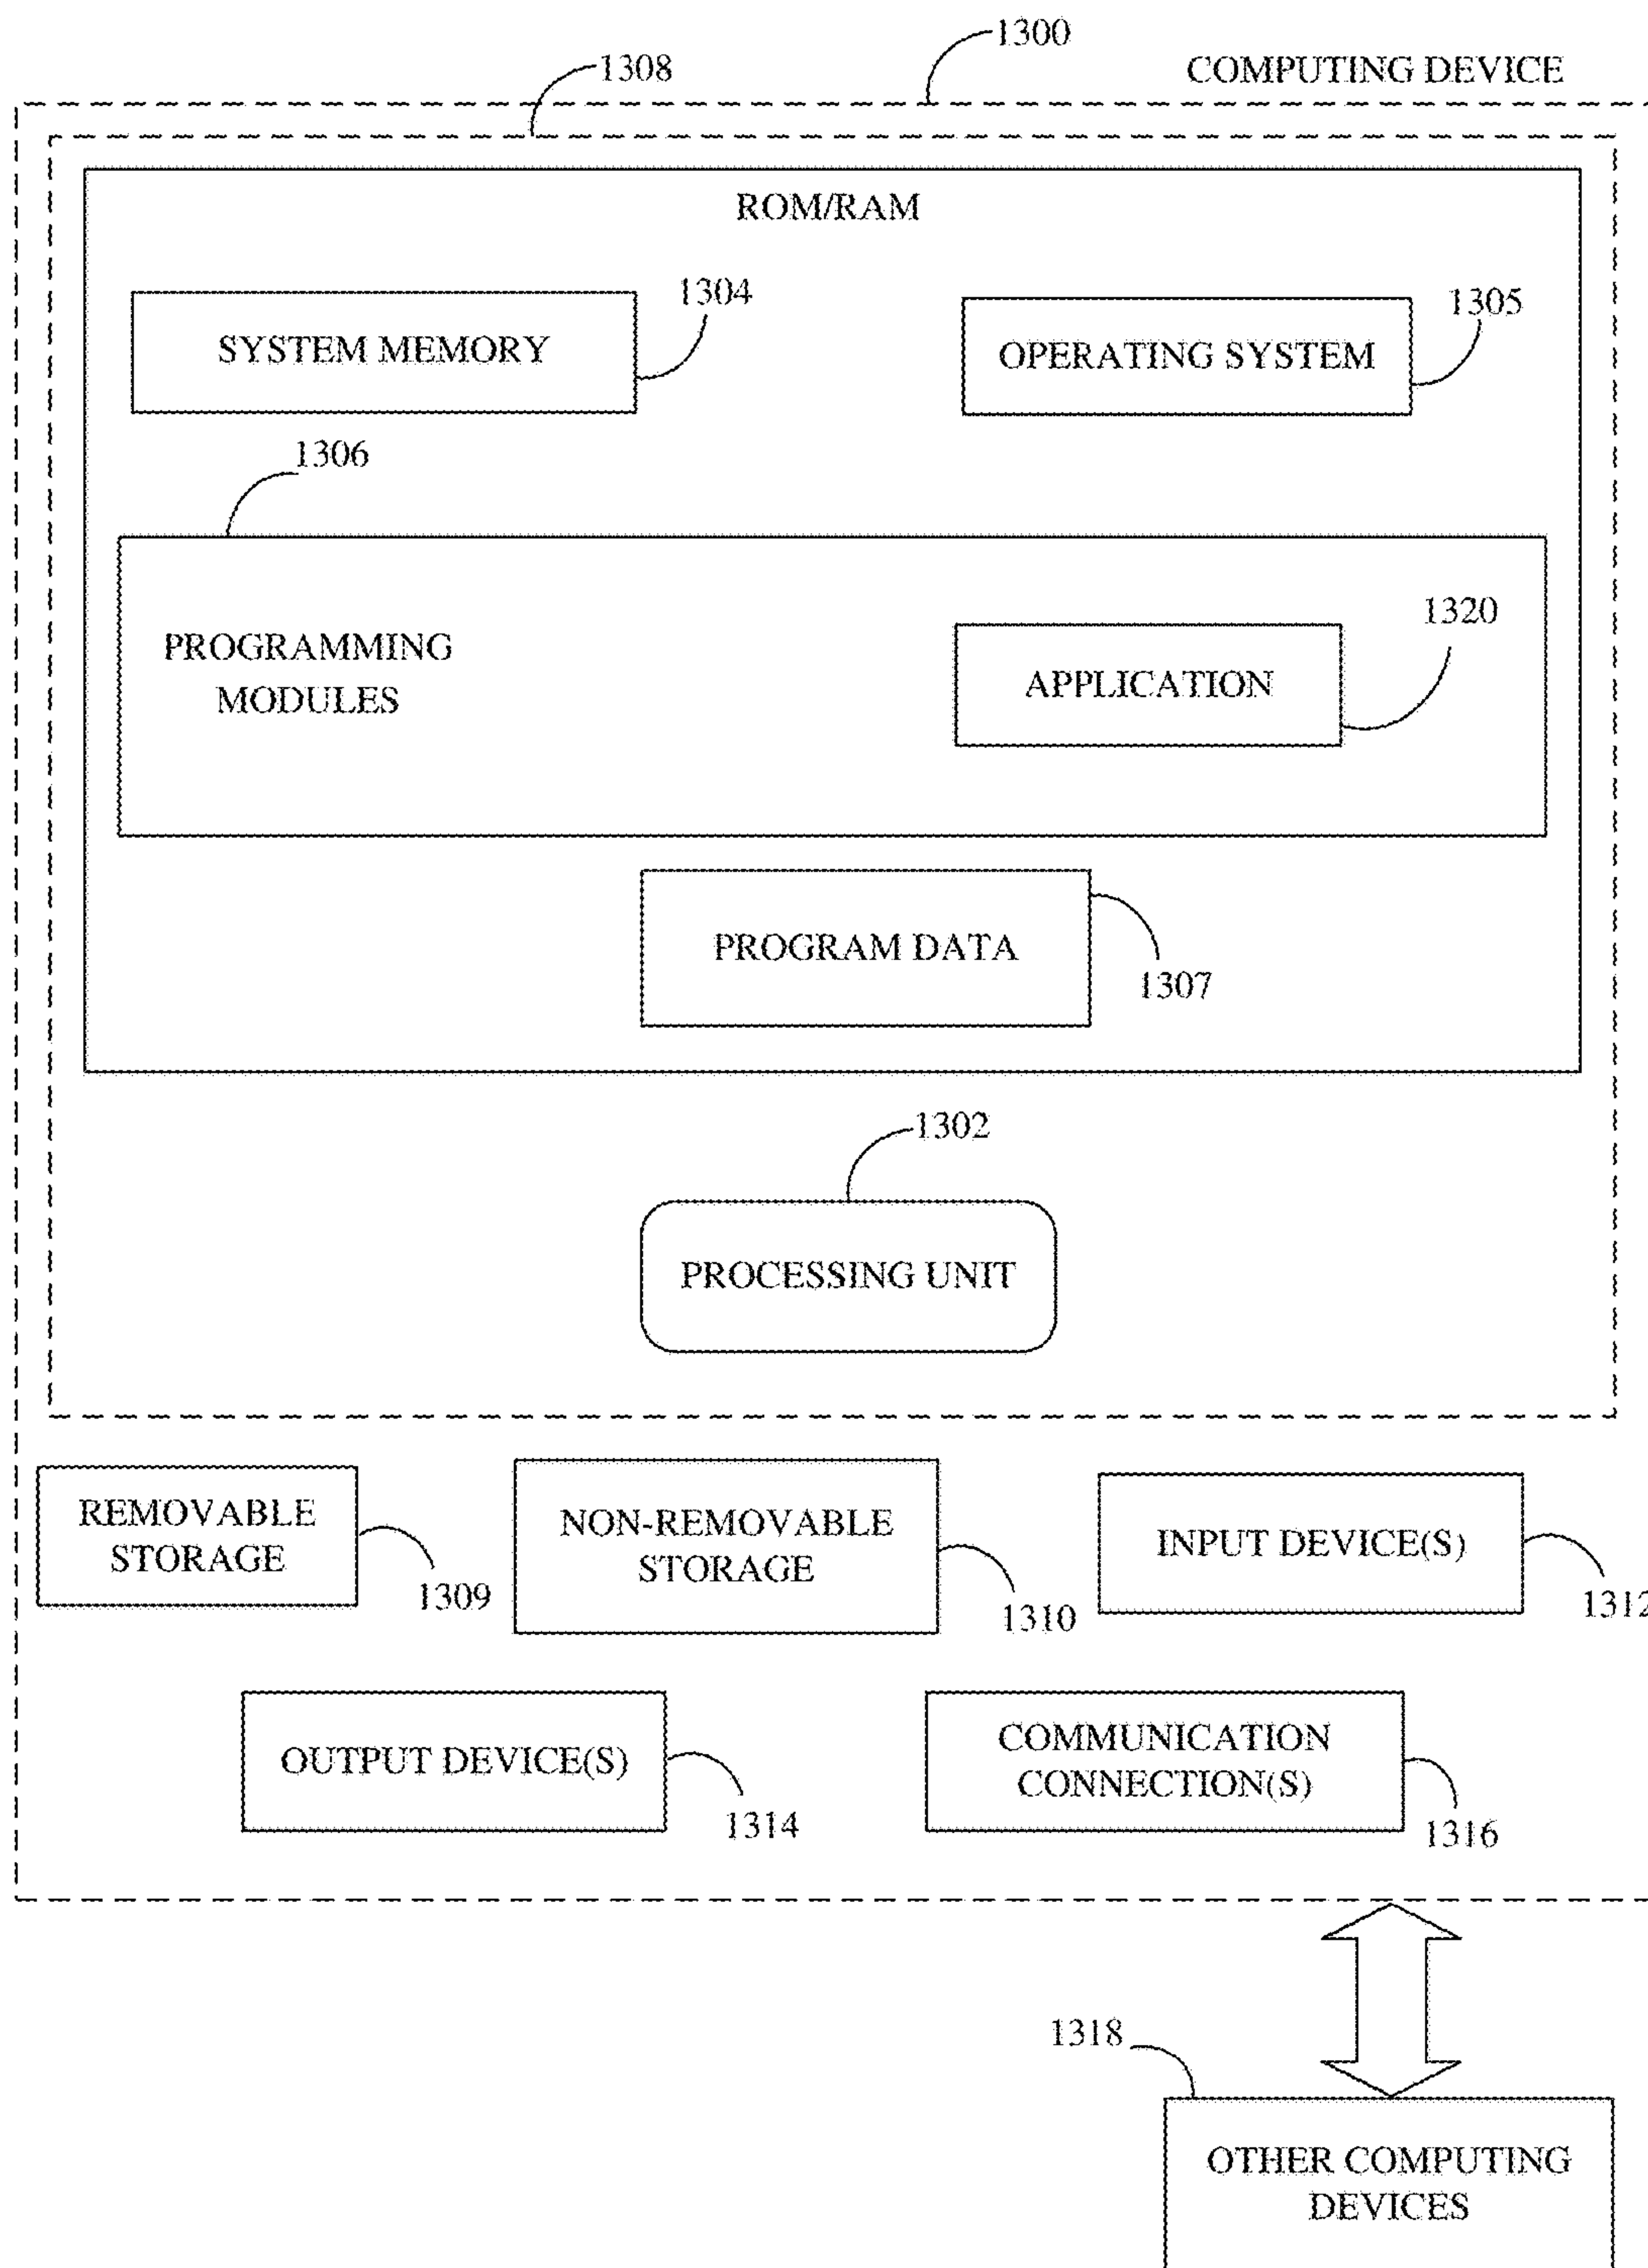 1300
1308
COMPUTING DEVICE
ROM/RAM
1304
1305
SYSTEM MEMORY
OPERATING SYSTEM
1306
1320
PROGRAMMING
MODULES
APPLICATION
PROGRAM DATA
1307
1302
PROCESSING UNIT
REMOVABLE
STORAGE
1309
NON-REMOVABLE
STORAGE
1310
INPUT DEVICE(S)
1312
OUTPUT DEVICE(S)
1314
COMMUNICATION
CONNECTION(S)
1316
1318
OTHER COMPUTING
DEVICES